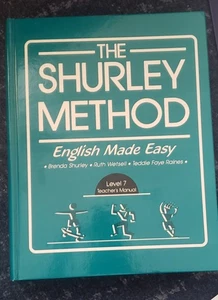 THE
SHURLEY
METHOD
English Made Easy
• Brenda Shurley • Ruth Wetsell • Teddie Faye Raines •
Level 7
Teacher's Manual